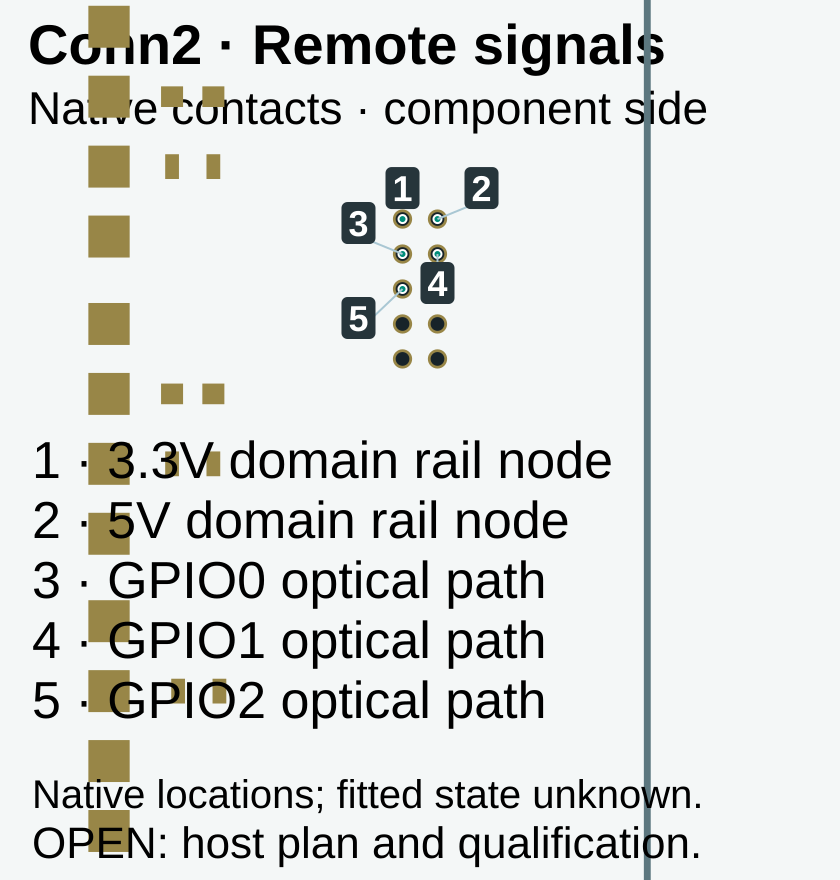 Conn2 · Remote signals
Native contacts · component side
1
2
3
4
5
1 · 3.3V domain rail node
2 · 5V domain rail node
3 · GPIO0 optical path
4 · GPIO1 optical path
5 · GPIO2 optical path
Native locations; fitted state unknown.
OPEN: host plan and qualification.